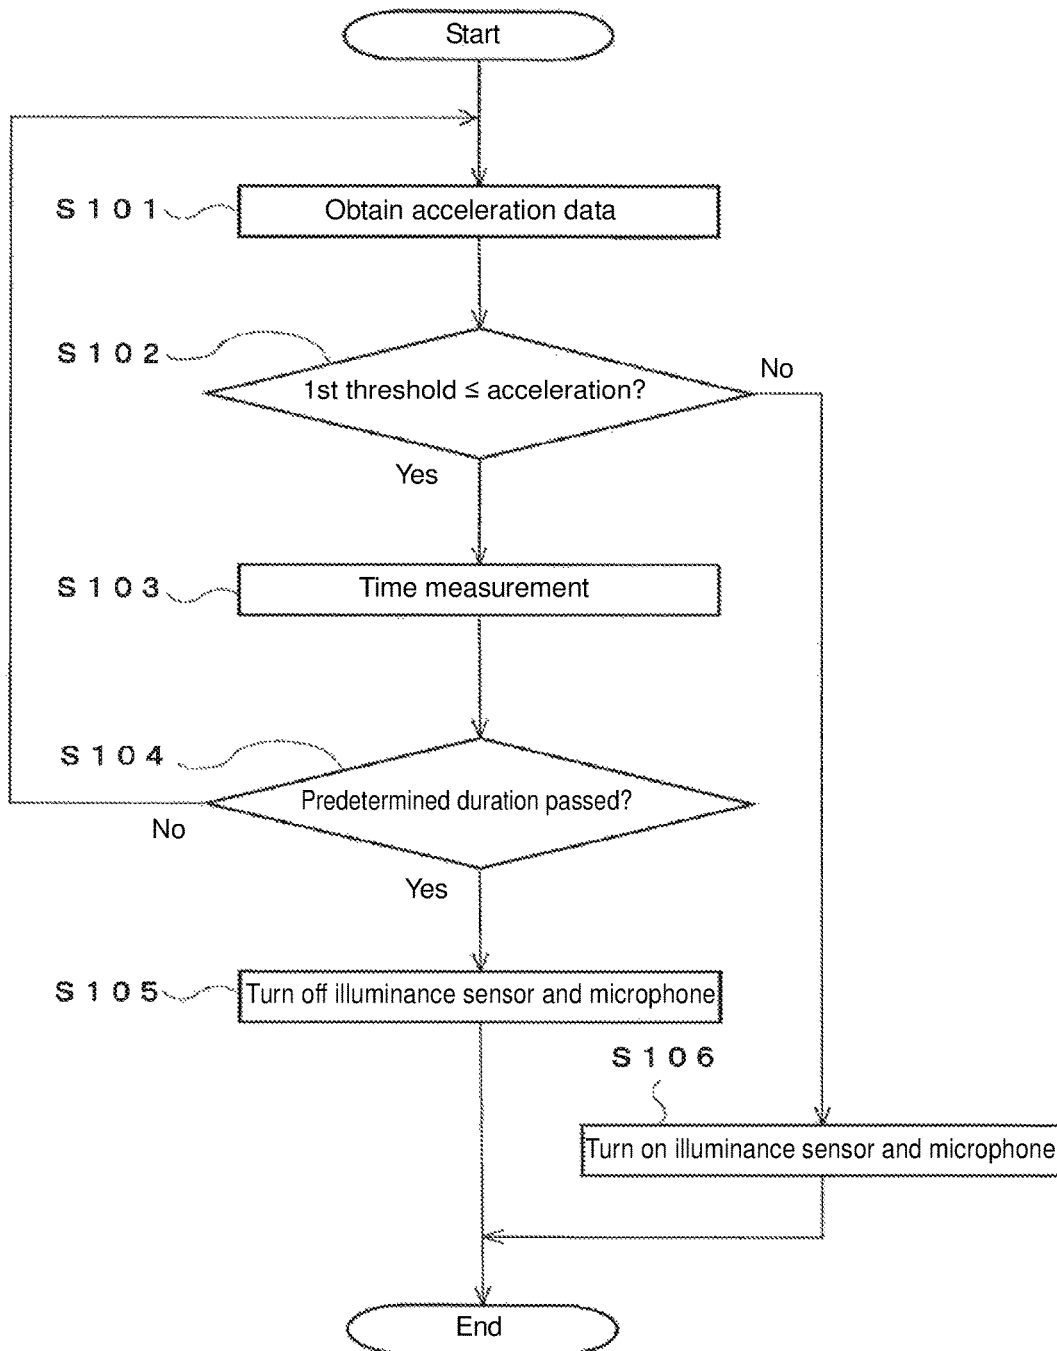 Start
S101
Obtain acceleration data
S102
1st threshold ≤ acceleration?
No
Yes
S103
Time measurement
S104
Predetermined duration passed?
No
Yes
S105
Turn off illuminance sensor and microphone
S106
Turn on illuminance sensor and microphone
End